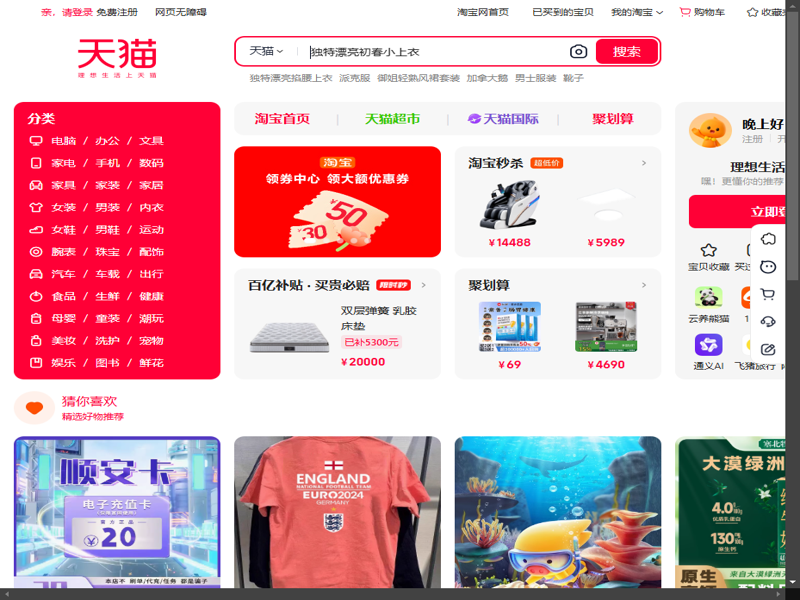 亲，请登录 免费注册 网页无障碍 淘宝网首页 已买到的宝贝 我的淘宝 购物车 收藏
天猫
理想生活上天猫
天猫 独特漂亮初春小上衣 搜索
独特漂亮掐腰上衣 派克服 御姐轻熟风裙套装 加拿大鹅 男士服装 靴子
分类
电脑 / 办公 / 文具
家电 / 手机 / 数码
家具 / 家装 / 家居
女装 / 男装 / 内衣
女鞋 / 男鞋 / 运动
腕表 / 珠宝 / 配饰
汽车 / 车载 / 出行
食品 / 生鲜 / 健康
母婴 / 童装 / 潮玩
美妆 / 洗护 / 宠物
娱乐 / 图书 / 鲜花
淘宝首页 天猫超市 天猫国际 聚划算
淘宝
领券中心 领大额优惠券
¥50
¥30
淘宝秒杀 超低价
¥14488 ¥5989
百亿补贴·买贵必赔
双层弹簧 乳胶
床垫
已补5300元
¥20000
聚划算
¥69 ¥4690
晚上好
注册
理想生活
嘿！更懂你的推荐
立即登
宝贝收藏
云养熊猫
通义AI 飞猪旅行
猜你喜欢
精选好物推荐
顺安卡
电子充值卡
官方正品
¥20
本店不 刷单/代充/任务 都是骗子
ENGLAND
NATIONAL FOOTBALL TEAM
EURO2024
GERMANY
大漠绿洲
4.0
130
原生
来自大漠绿洲